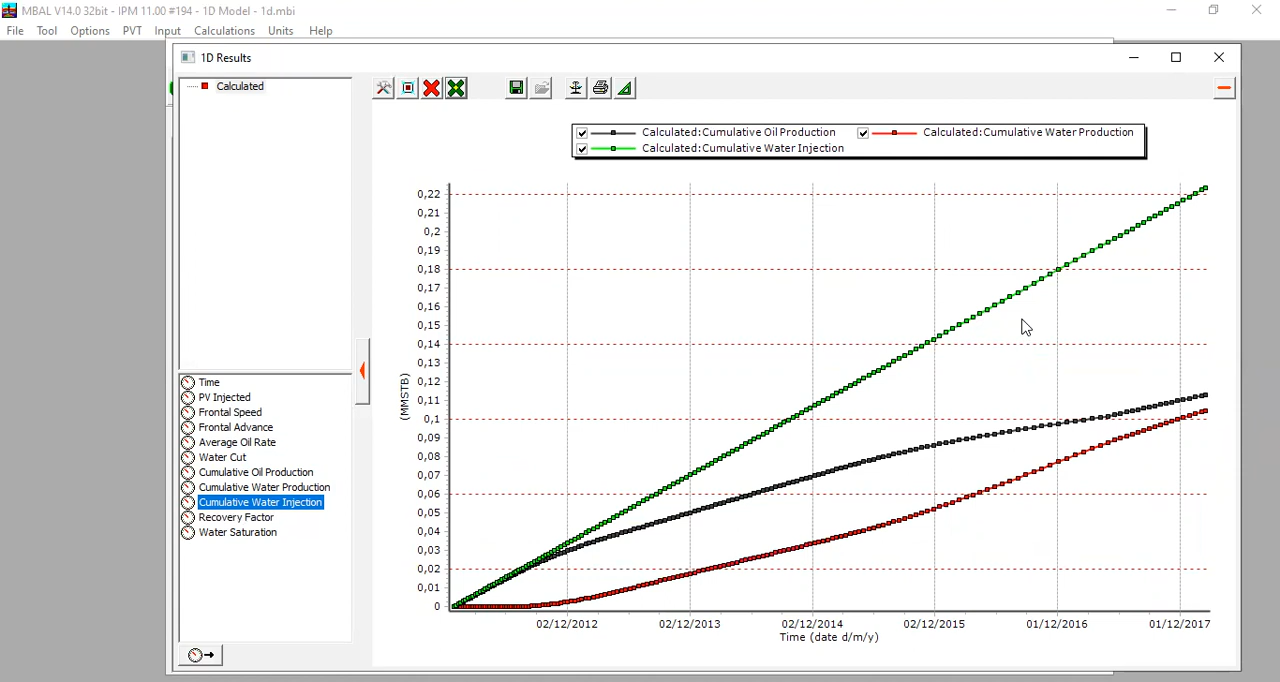 MBAL V14.0 32bit - IPM 11.00 #194 - 1D Model - 1d.mbi
File Tool Options PVT Input Calculations Units Help
1D Results
Calculated
Calculated:Cumulative Oil Production Calculated:Cumulative Water Production
Calculated:Cumulative Water Injection
0,22
0,21
0,2
0,19
0,18
0,17
0,16
0,15
0,14
0,13
0,12
0,11
0,1
0,09
0,08
0,07
0,06
0,05
0,04
0,03
0,02
0,01
0
(MMSTB)
02/12/2012 02/12/2013 02/12/2014 02/12/2015 01/12/2016 01/12/2017
Time (date d/m/y)
Time
PV Injected
Frontal Speed
Frontal Advance
Average Oil Rate
Water Cut
Cumulative Oil Production
Cumulative Water Production
Cumulative Water Injection
Recovery Factor
Water Saturation